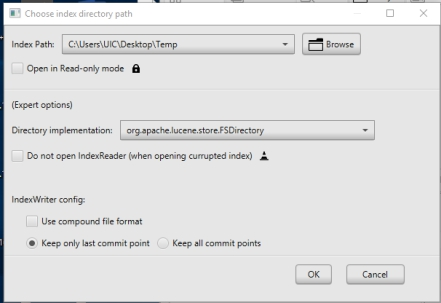 Choose index directory path
Index Path: C:\Users\UIC\Desktop\Temp Browse
Open in Read-only mode
(Expert options)
Directory implementation: org.apache.lucene.store.FSDirectory
Do not open IndexReader (when opening currupted index)
IndexWriter config:
Use compound file format
Keep only last commit point Keep all commit points
OK Cancel